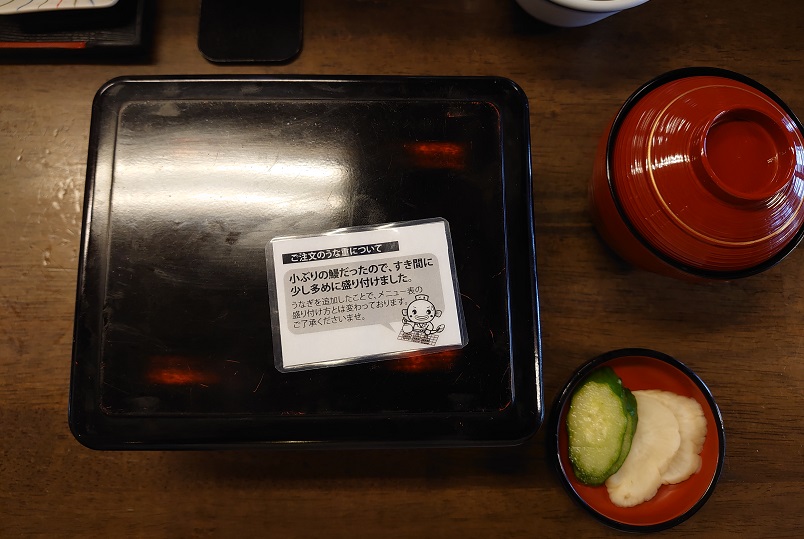 ご注文のうな重について
小ぶりの鰻だったので、すき間に
少し多めに盛り付けました。
うなぎを追加したことで、メニュー表の
盛り付け方とは変わっております。
ご了承くださいませ。